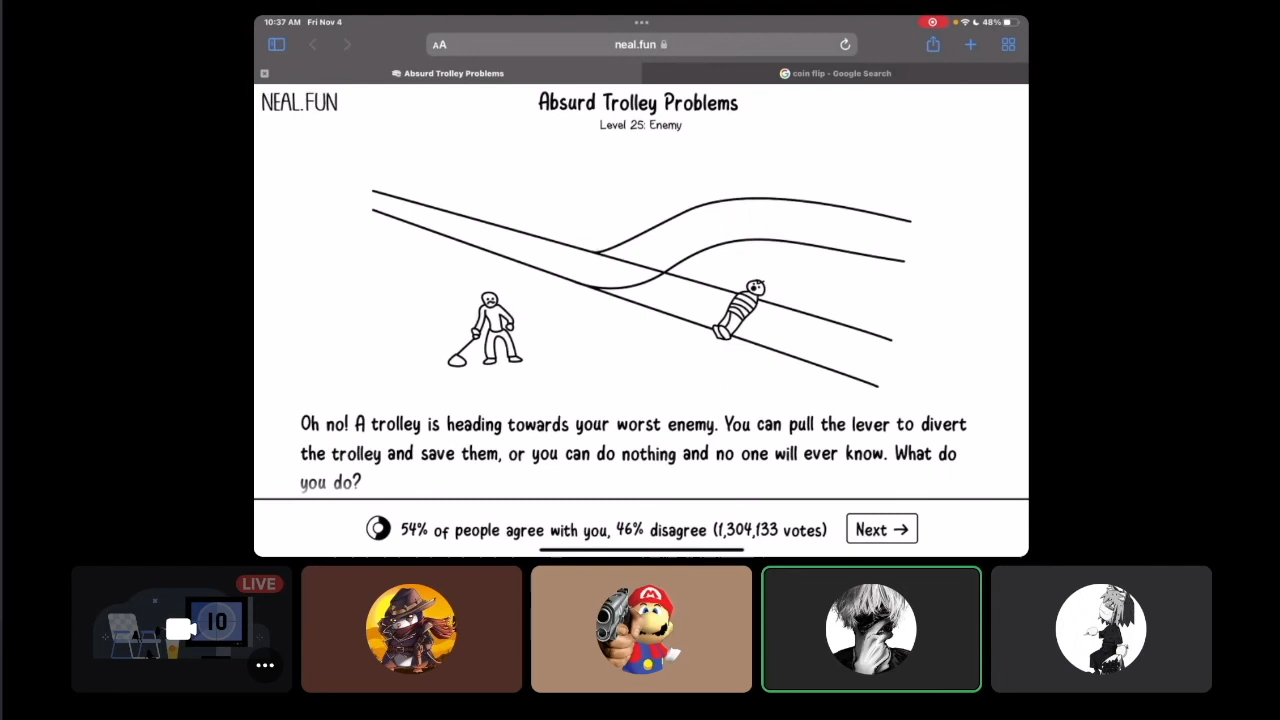 10:37 AM Fri Nov 4
48%
AA
neal.fun
Absurd Trolley Problems
coin flip - Google Search
NEAL.FUN
Absurd Trolley Problems
Level 25: Enemy
Oh no! A trolley is heading towards your worst enemy. You can pull the lever to divert
the trolley and save them, or you can do nothing and no one will ever know. What do
you do?
54% of people agree with you, 46% disagree (1,304,133 votes)
Next →
LIVE
10
M